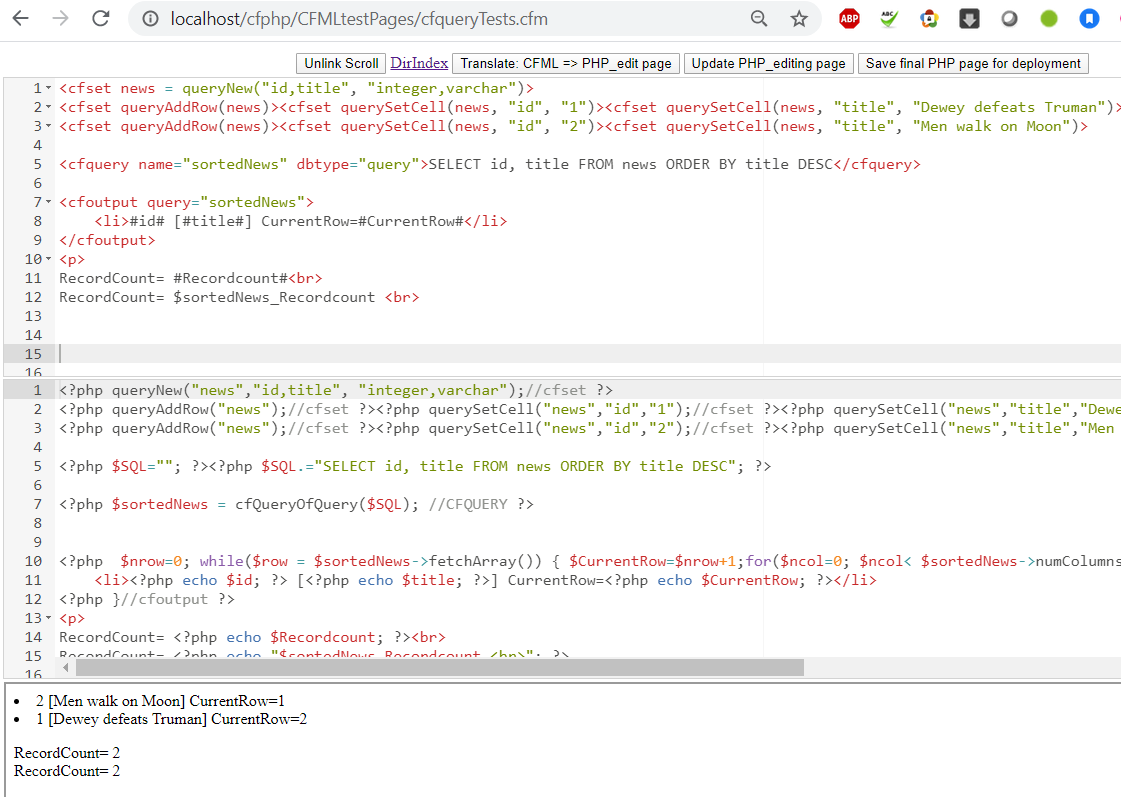 localhost/cfphp/CFMLtestPages/cfqueryTests.cfm
ABP
ABC
Unlink Scroll DirIndex Translate: CFML => PHP_edit page Update PHP_editing page Save final PHP page for deployment
1 <cfset news = queryNew("id,title", "integer,varchar")>
2 <cfset queryAddRow(news)><cfset querySetCell(news, "id", "1")><cfset querySetCell(news, "title", "Dewey defeats Truman")>
3 <cfset queryAddRow(news)><cfset querySetCell(news, "id", "2")><cfset querySetCell(news, "title", "Men walk on Moon")>
4
5 <cfquery name="sortedNews" dbtype="query">SELECT id, title FROM news ORDER BY title DESC</cfquery>
6
7 <cfoutput query="sortedNews">
8 <li>#id# [#title#] CurrentRow=#CurrentRow#</li>
9 </cfoutput>
10 <p>
11 RecordCount= #Recordcount#<br>
12 RecordCount= $sortedNews_Recordcount <br>
13
14
15
16
1 <?php queryNew("news","id,title", "integer,varchar");//cfset ?>
2 <?php queryAddRow("news");//cfset ?><?php querySetCell("news","id","1");//cfset ?><?php querySetCell("news","title","Dewe
3 <?php queryAddRow("news");//cfset ?><?php querySetCell("news","id","2");//cfset ?><?php querySetCell("news","title","Men
4
5 <?php $SQL=""; ?><?php $SQL.="SELECT id, title FROM news ORDER BY title DESC"; ?>
6
7 <?php $sortedNews = cfQueryOfQuery($SQL); //CFQUERY ?>
8
9
10 <?php  $nrow=0; while($row = $sortedNews->fetchArray()) { $CurrentRow=$nrow+1;for($ncol=0; $ncol< $sortedNews->numColumns
11 <li><?php echo $id; ?> [<?php echo $title; ?>] CurrentRow=<?php echo $CurrentRow; ?></li>
12 <?php }//cfoutput ?>
13 <p>
14 RecordCount= <?php echo $Recordcount; ?><br>
15 RecordCount= <?php echo "$sortedNews_Recordcount <br>"; ?>
16
• 2 [Men walk on Moon] CurrentRow=1
• 1 [Dewey defeats Truman] CurrentRow=2
RecordCount= 2
RecordCount= 2